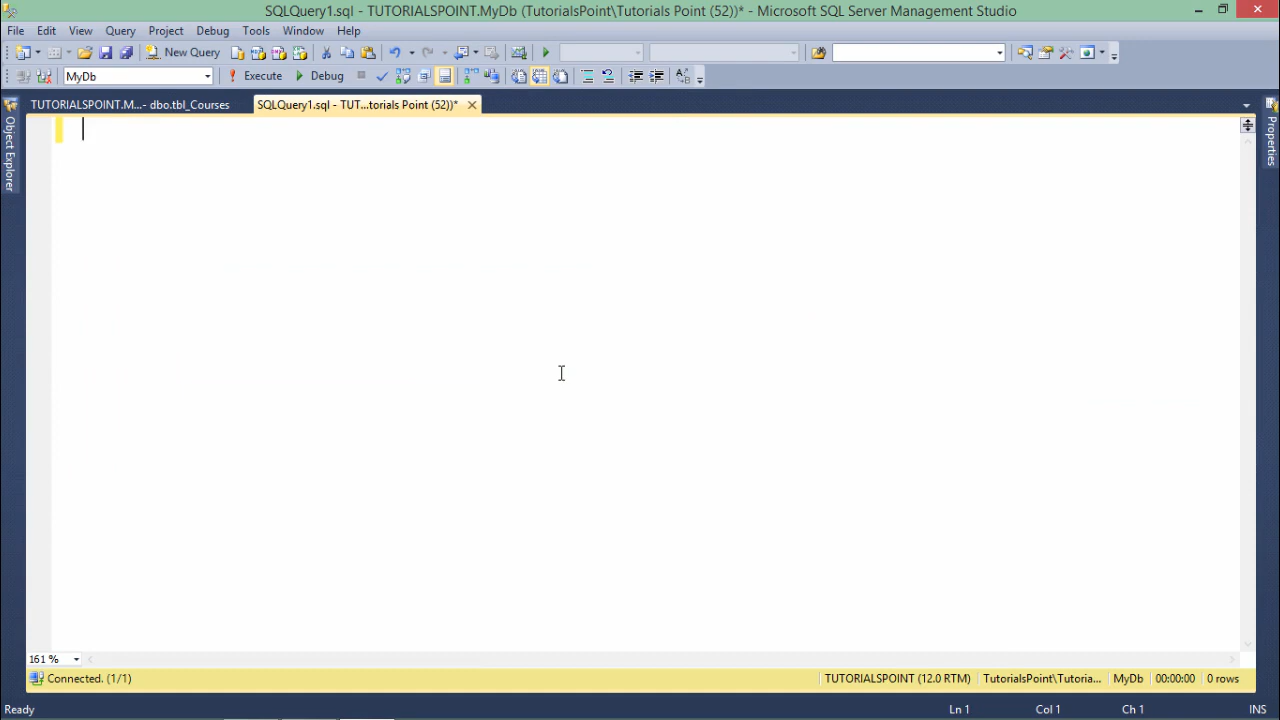 SQLQuery1.sql - TUTORIALSPOINT.MyDb (TutorialsPoint\Tutorials Point (52))* - Microsoft SQL Server Management Studio
File Edit View Query Project Debug Tools Window Help
New Query
MyDb Execute Debug
TUTORIALSPOINT.M...- dbo.tbl_Courses SQLQuery1.sql - TUT...torials Point (52))*
Object Explorer
Properties
161 %
Connected. (1/1) TUTORIALSPOINT (12.0 RTM) TutorialsPoint\Tutoria... MyDb 00:00:00 0 rows
Ready Ln 1 Col 1 Ch 1 INS